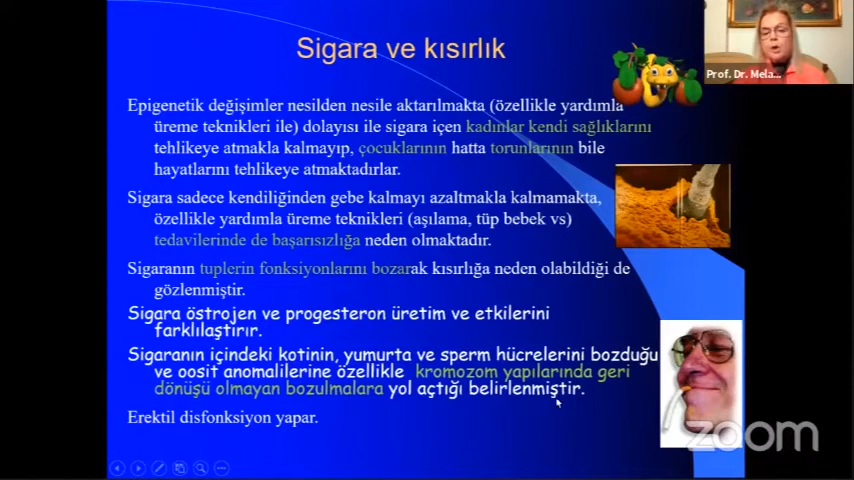 Sigara ve kısırlık
Prof. Dr. Mela...
Epigenetik değişimler nesilden nesile aktarılmakta (özellikle yardımla
üreme teknikleri ile) dolayısı ile sigara içen kadınlar kendi sağlıklarını
tehlikeye atmakla kalmayıp, çocuklarının hatta torunlarının bile
hayatlarını tehlikeye atmaktadırlar.
Sigara sadece kendiliğinden gebe kalmayı azaltmakla kalmamakta,
özellikle yardımla üreme teknikleri (aşılama, tüp bebek vs)
tedavilerinde de başarısızlığa neden olmaktadır.
Sigaranın tuplerin fonksiyonlarını bozarak kısırlığa neden olabildiği de
gözlenmiştir.
Sigara östrojen ve progesteron üretim ve etkilerini
farklılaştırır.
Sigaranın içindeki kotinin, yumurta ve sperm hücrelerini bozduğu
ve oosit anomalilerine özellikle kromozom yapılarında geri
dönüşü olmayan bozulmalara yol açtığı belirlenmiştir.
Erektil disfonksiyon yapar.
zoom